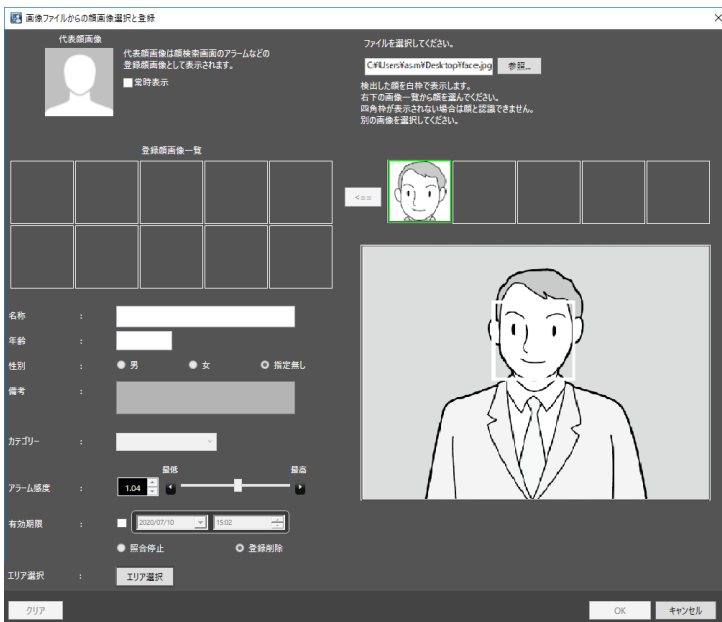 画像ファイルからの顔画像選択と登録
代表顔画像
代表顔画像は顔検索画面のアラームなどの
登録顔画像として表示されます。
常時表示
ファイルを選択してください。
C:¥Users¥asm¥Desktop¥face.jpg
参照...
検出した顔を白枠で表示します。
右下の画像一覧から顔を選んでください。
四角枠が表示されない場合は顔と認識できません。
別の画像を選択してください。
登録顔画像一覧
<==
名称 :
年齢 :
性別 : 男 女 指定無し
備考 :
カテゴリー :
最低 最高
アラーム感度 : 1.04
有効期限 : 2020/07/10 15:02
照合停止 登録削除
エリア選択 : エリア選択
クリア OK キャンセル